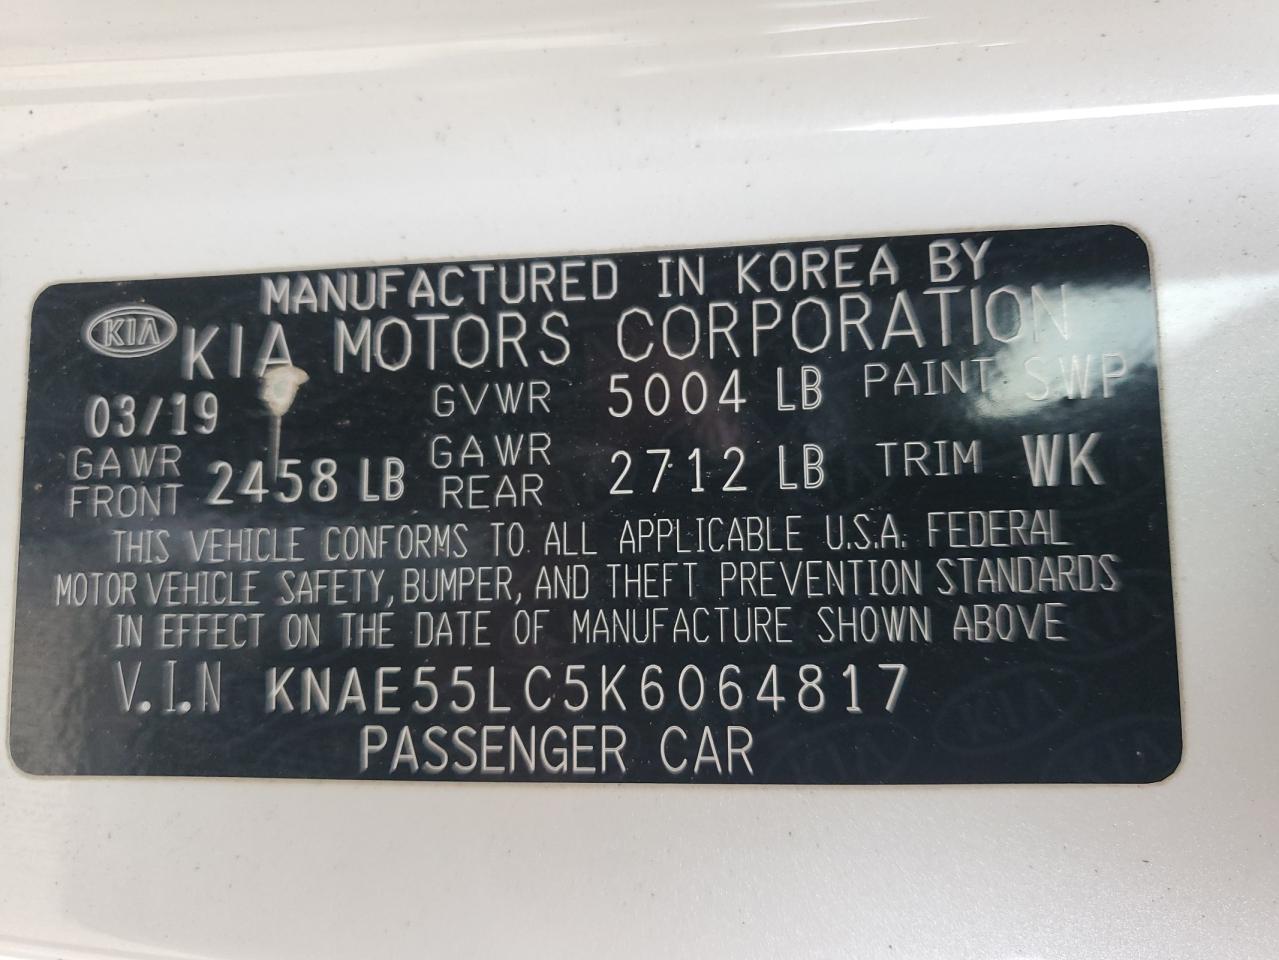 MANUFACTURED IN KOREA BY
KIA KIA MOTORS CORPORATION
03/19 GVWR 5004 LB PAINT SWP
GAWR FRONT 2458 LB GAWR REAR 2712 LB TRIM WK
THIS VEHICLE CONFORMS TO ALL APPLICABLE U.S.A. FEDERAL
MOTOR VEHICLE SAFETY, BUMPER, AND THEFT PREVENTION STANDARDS
IN EFFECT ON THE DATE OF MANUFACTURE SHOWN ABOVE
V.I.N KNAE55LC5K6064817
PASSENGER CAR